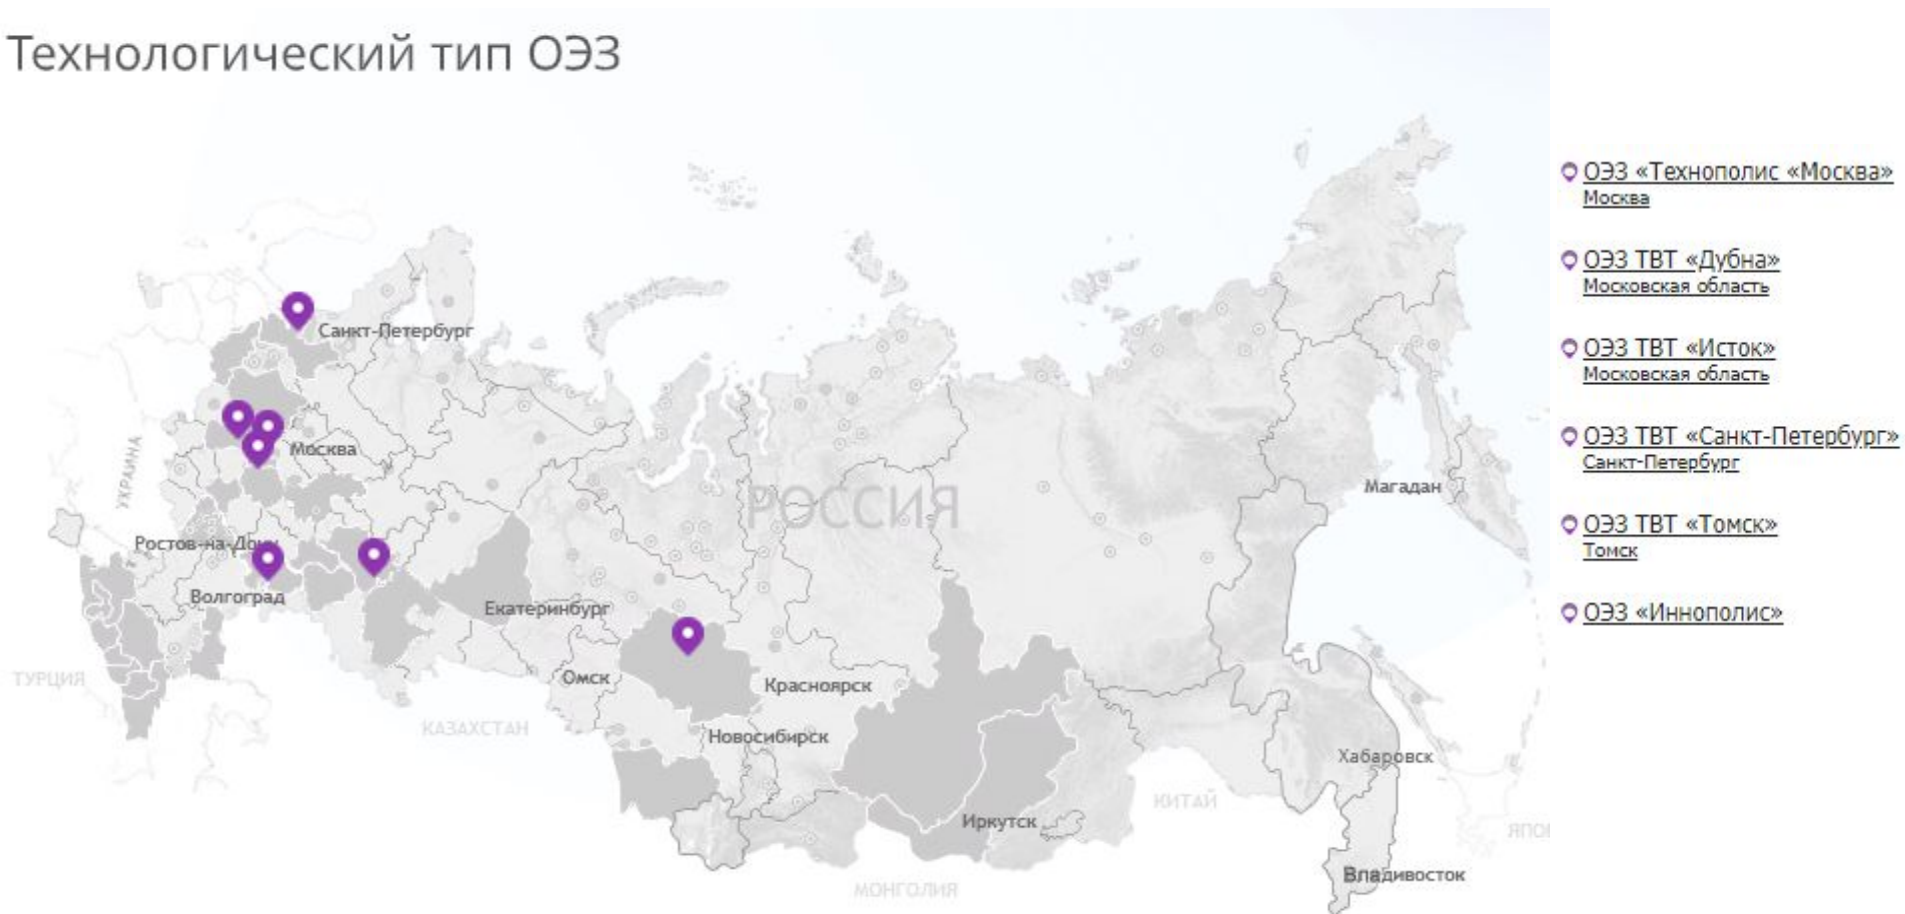 Технологический тип ОЭЗ
ОЭЗ «Технополис «Москва»
Москва
ОЭЗ ТВТ «Дубна»
Московская область
ОЭЗ ТВТ «Исток»
Московская область
ОЭЗ ТВТ «Санкт-Петербург»
Санкт-Петербург
ОЭЗ ТВТ «Томск»
Томск
ОЭЗ «Иннополис»
Санкт-Петербург
Москва
УКРАИНА
РОССИЯ
Магадан
Ростов-на-Дону
Волгоград
Екатеринбург
ТУРЦИЯ
Омск
Красноярск
КАЗАХСТАН
Новосибирск
Хабаровск
КИТАЙ
Иркутск
ЯПО
Владивосток
МОНГОЛИЯ